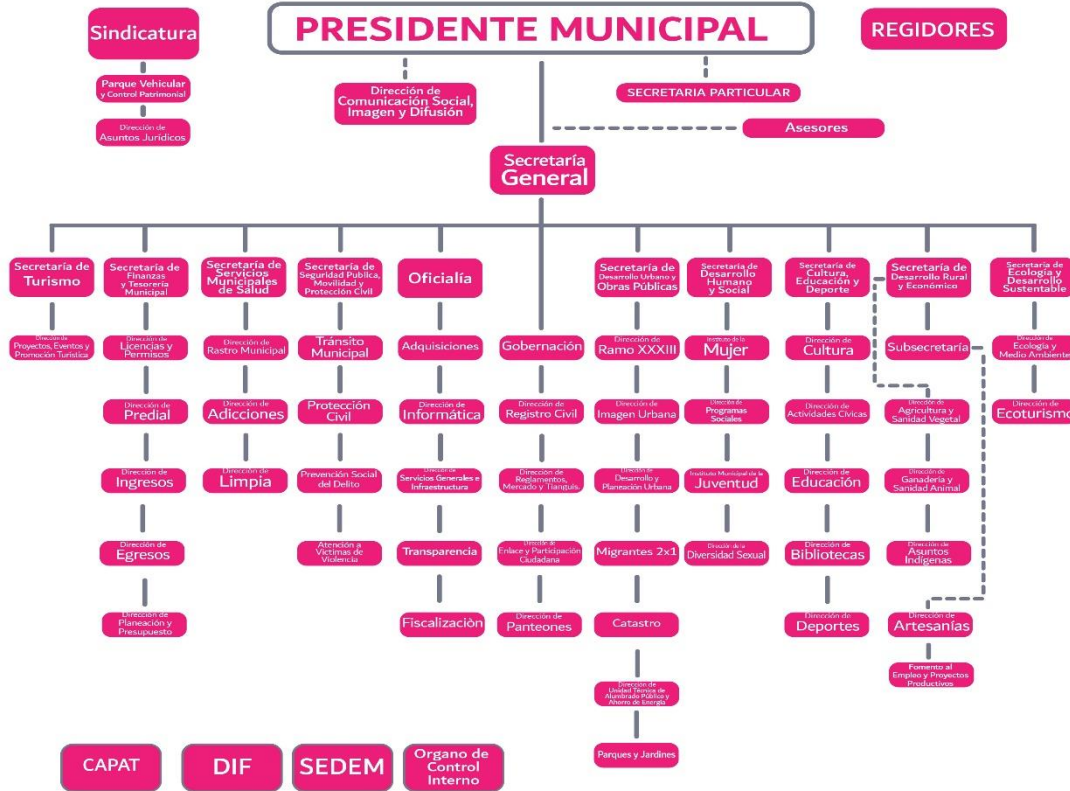 Sindicatura
PRESIDENTE MUNICIPAL
REGIDORES
Parque Vehicular
y Control Patrimonial
Dirección de
Asuntos Jurídicos
Dirección de
Comunicación Social,
Imagen y Difusión
SECRETARIA PARTICULAR
Asesores
Secretaría
General
Secretaría de
Turismo
Secretaría de
Finanzas
y Tesorería
Municipal
Secretaría de
Servicios
Municipales
de Salud
Secretaría de
Seguridad Publica,
Movilidad y
Protección Civil
Oficialía
Secretaría de
Desarrollo Urbano y
Obras Públicas
Secretaría de
Desarrollo
Humano
y Social
Secretaría de
Cultura,
Educación y
Deporte
Secretaría de
Desarrollo Rural
y Económico
Secretaria de
Ecología y
Desarrollo
Sustentable
Dirección de
Proyectos, Eventos y
Promoción Turística
Dirección de
Licencias y
Permisos
Dirección de
Rastro Municipal
Tránsito
Municipal
Adquisiciones
Gobernación
Dirección de
Ramo XXXIII
Instituto de la
Mujer
Dirección de
Cultura
Subsecretaría
Dirección de
Ecología y
Medio Ambiente
Dirección de
Predial
Dirección de
Adicciones
Protección
Civil
Dirección de
Informática
Dirección de
Registro Civil
Dirección de
Imagen Urbana
Dirección de
Programas
Sociales
Dirección de
Actividades Cívicas
Dirección de
Agricultura y
Sanidad Vegetal
Dirección de
Ecoturismo
Dirección de
Ingresos
Dirección de
Limpia
Prevención Social
del Delito
Dirección de
Servicios Generales e
Infraestructura
Dirección de
Reglamentos,
Mercado y Tianguis.
Dirección de
Desarrollo y
Planeación Urbana
Instituto Municipal de la
Juventud
Dirección de
Educación
Dirección de
Ganadería y
Sanidad Animal
Dirección de
Egresos
Atención a
Víctimas de
Violencia
Transparencia
Dirección de
Enlace y Participación
Ciudadana
Migrantes 2x1
Dirección de la
Diversidad Sexual
Dirección de
Bibliotecas
Dirección de
Asuntos
Indígenas
Dirección de
Planeación y
Presupuesto
Fiscalizaciòn
Dirección de
Panteones
Catastro
Dirección de
Deportes
Dirección de
Artesanías
Dirección de
Unidad Técnica de
Alumbrado Público y
Ahorro de Energía
Fomento al
Empleo y Proyectos
Productivos
Parques y Jardines
CAPAT
DIF
SEDEM
Organo de
Control
Interno